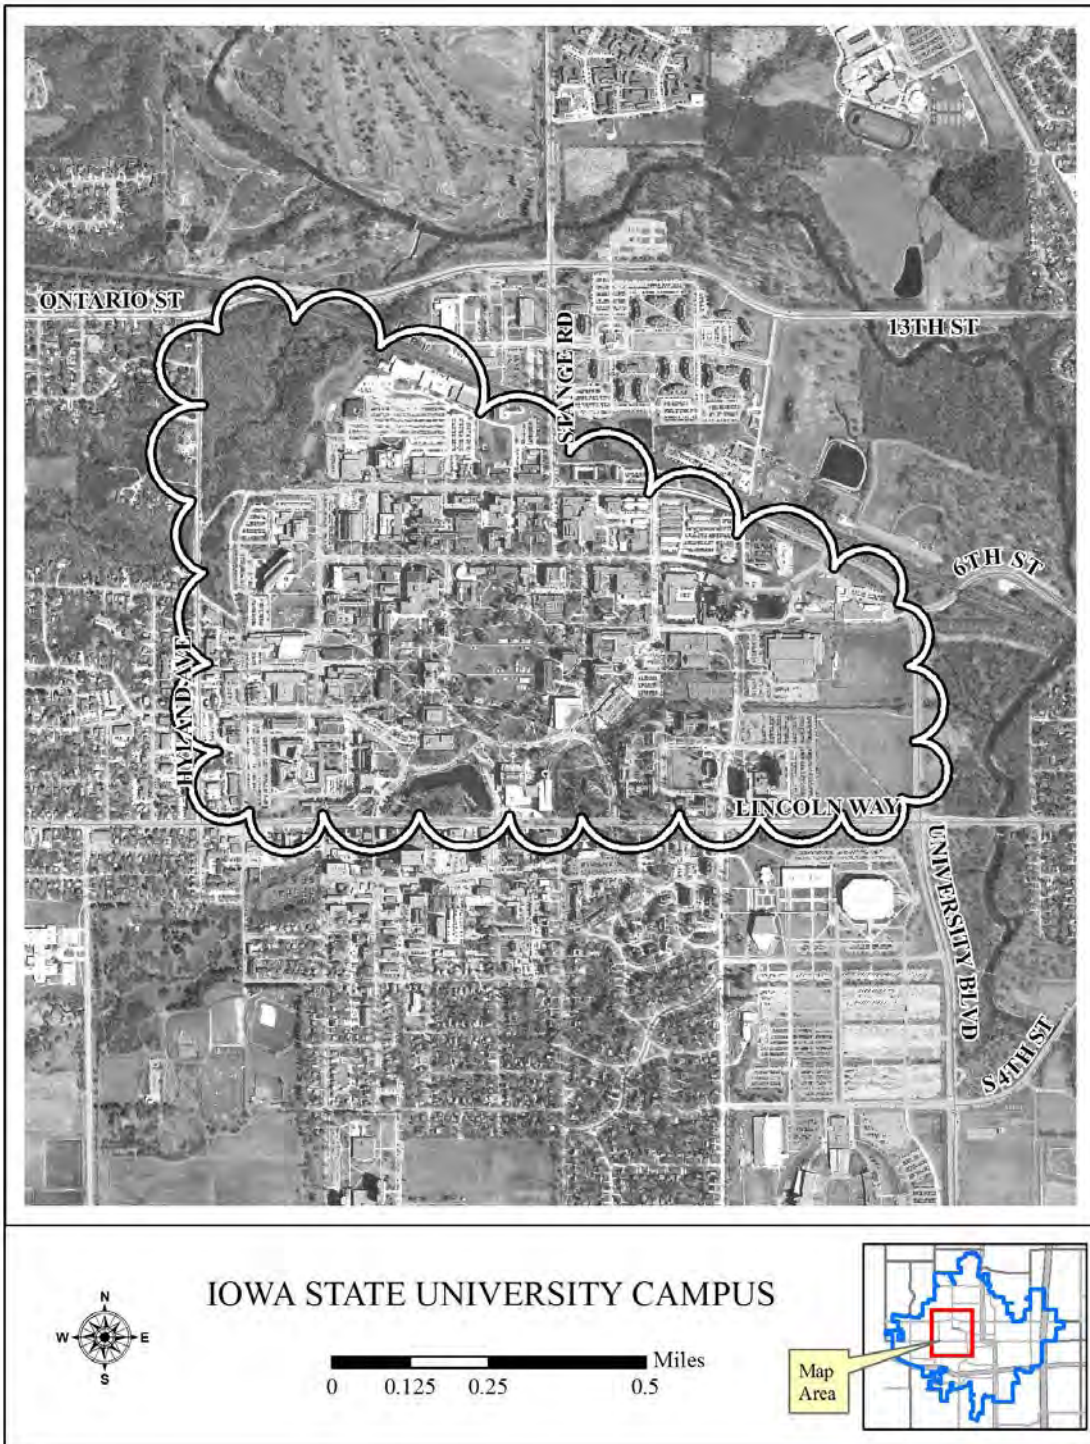 ONTARIO ST
13TH ST
STANGE RD
6TH ST
HYLAND AVE
LINCOLN WAY
UNIVERSITY BLVD
S 4TH ST
IOWA STATE UNIVERSITY CAMPUS
N
W E
S
Miles
0 0.125 0.25 0.5
Map
Area